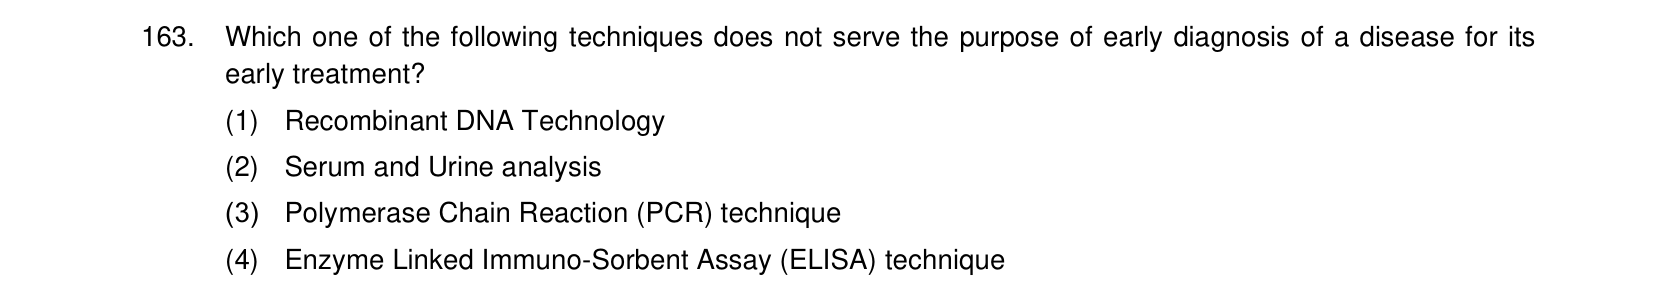 163. Which one of the following techniques does not serve the purpose of early diagnosis of a disease for its
early treatment?
(1) Recombinant DNA Technology
(2) Serum and Urine analysis
(3) Polymerase Chain Reaction (PCR) technique
(4) Enzyme Linked Immuno-Sorbent Assay (ELISA) technique